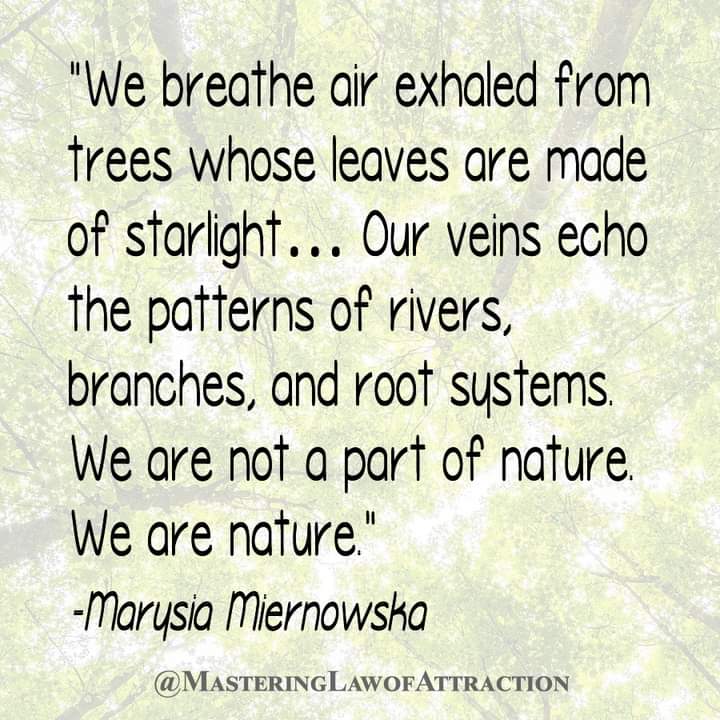 "We breathe air exhaled from
trees whose leaves are made
of starlight... Our veins echo
the patterns of rivers,
branches, and root systems.
We are not a part of nature.
We are nature."
-Marysia Miernowska
@MasteringLawofAttraction